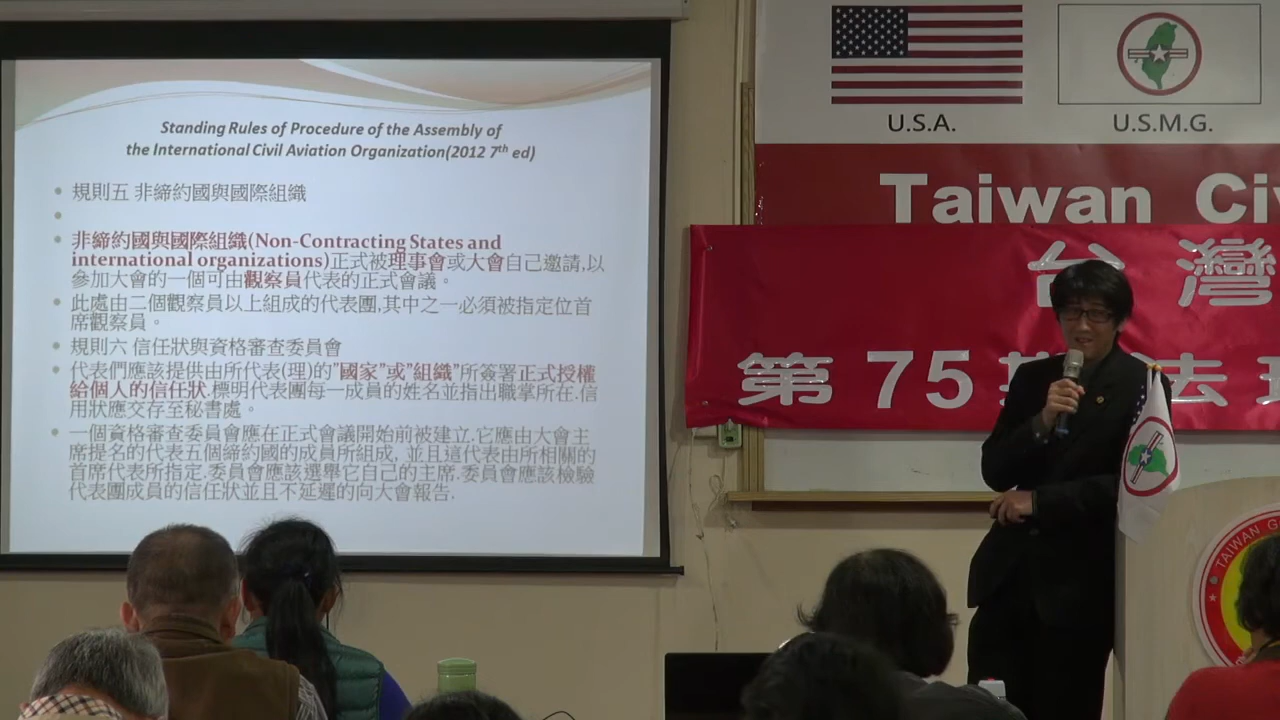 Standing Rules of Procedure of the Assembly of
the International Civil Aviation Organization(2012 7th ed)
規則五 非締約國與國際組織
非締約國與國際組織(Non-Contracting States and
international organizations)正式被理事會或大會自己邀請,以
參加大會的一個可由觀察員代表的正式會議。
此處由二個觀察員以上組成的代表團,其中之一必須被指定位首
席觀察員。
規則六 信任狀與資格審查委員會
代表們應該提供由所代表(理)的"國家"或"組織"所簽署正式授權
給個人的信任狀.標明代表團每一成員的姓名並指出職掌所在.信
用狀應交存至秘書處。
一個資格審查委員會應在正式會議開始前被建立.它應由大會主
席提名的代表五個締約國的成員所組成, 並且這代表由所相關的
首席代表所指定.委員會應該選舉它自己的主席.委員會應該檢驗
代表團成員的信任狀並且不延遲的向大會報告.
U.S.A.
U.S.M.G.
Taiwan Civ
台灣
第75期法理
TAIWAN G